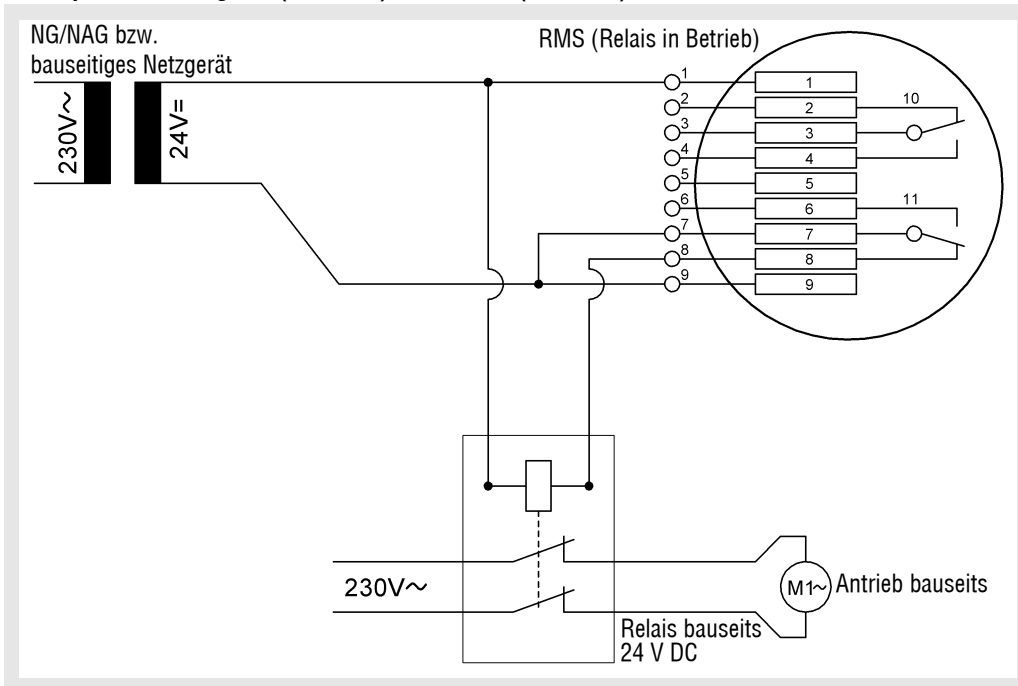 NG/NAG bzw.
bauseitiges Netzgerät
RMS (Relais in Betrieb)
230V~
24V=
1
1
2
2
10
3
3
4
4
5
5
6
6
11
7
7
8
8
9
9
230V~
M1~
Antrieb bauseits
Relais bauseits
24 V DC